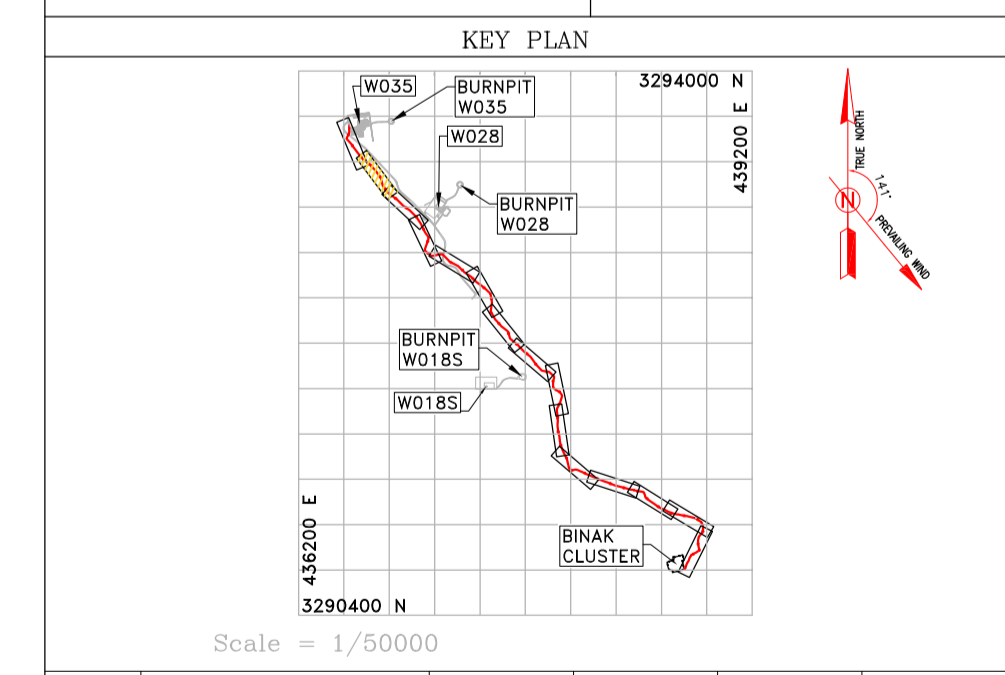 KEY PLAN
3294000 N
439200 E
W035
BURNPIT
W035
W028
BURNPIT
W028
BURNPIT
W018S
W018S
BINAK
CLUSTER
436200 E
3290400 N
TRUE NORTH
N
141°
PREVAILING WIND
Scale = 1/50000